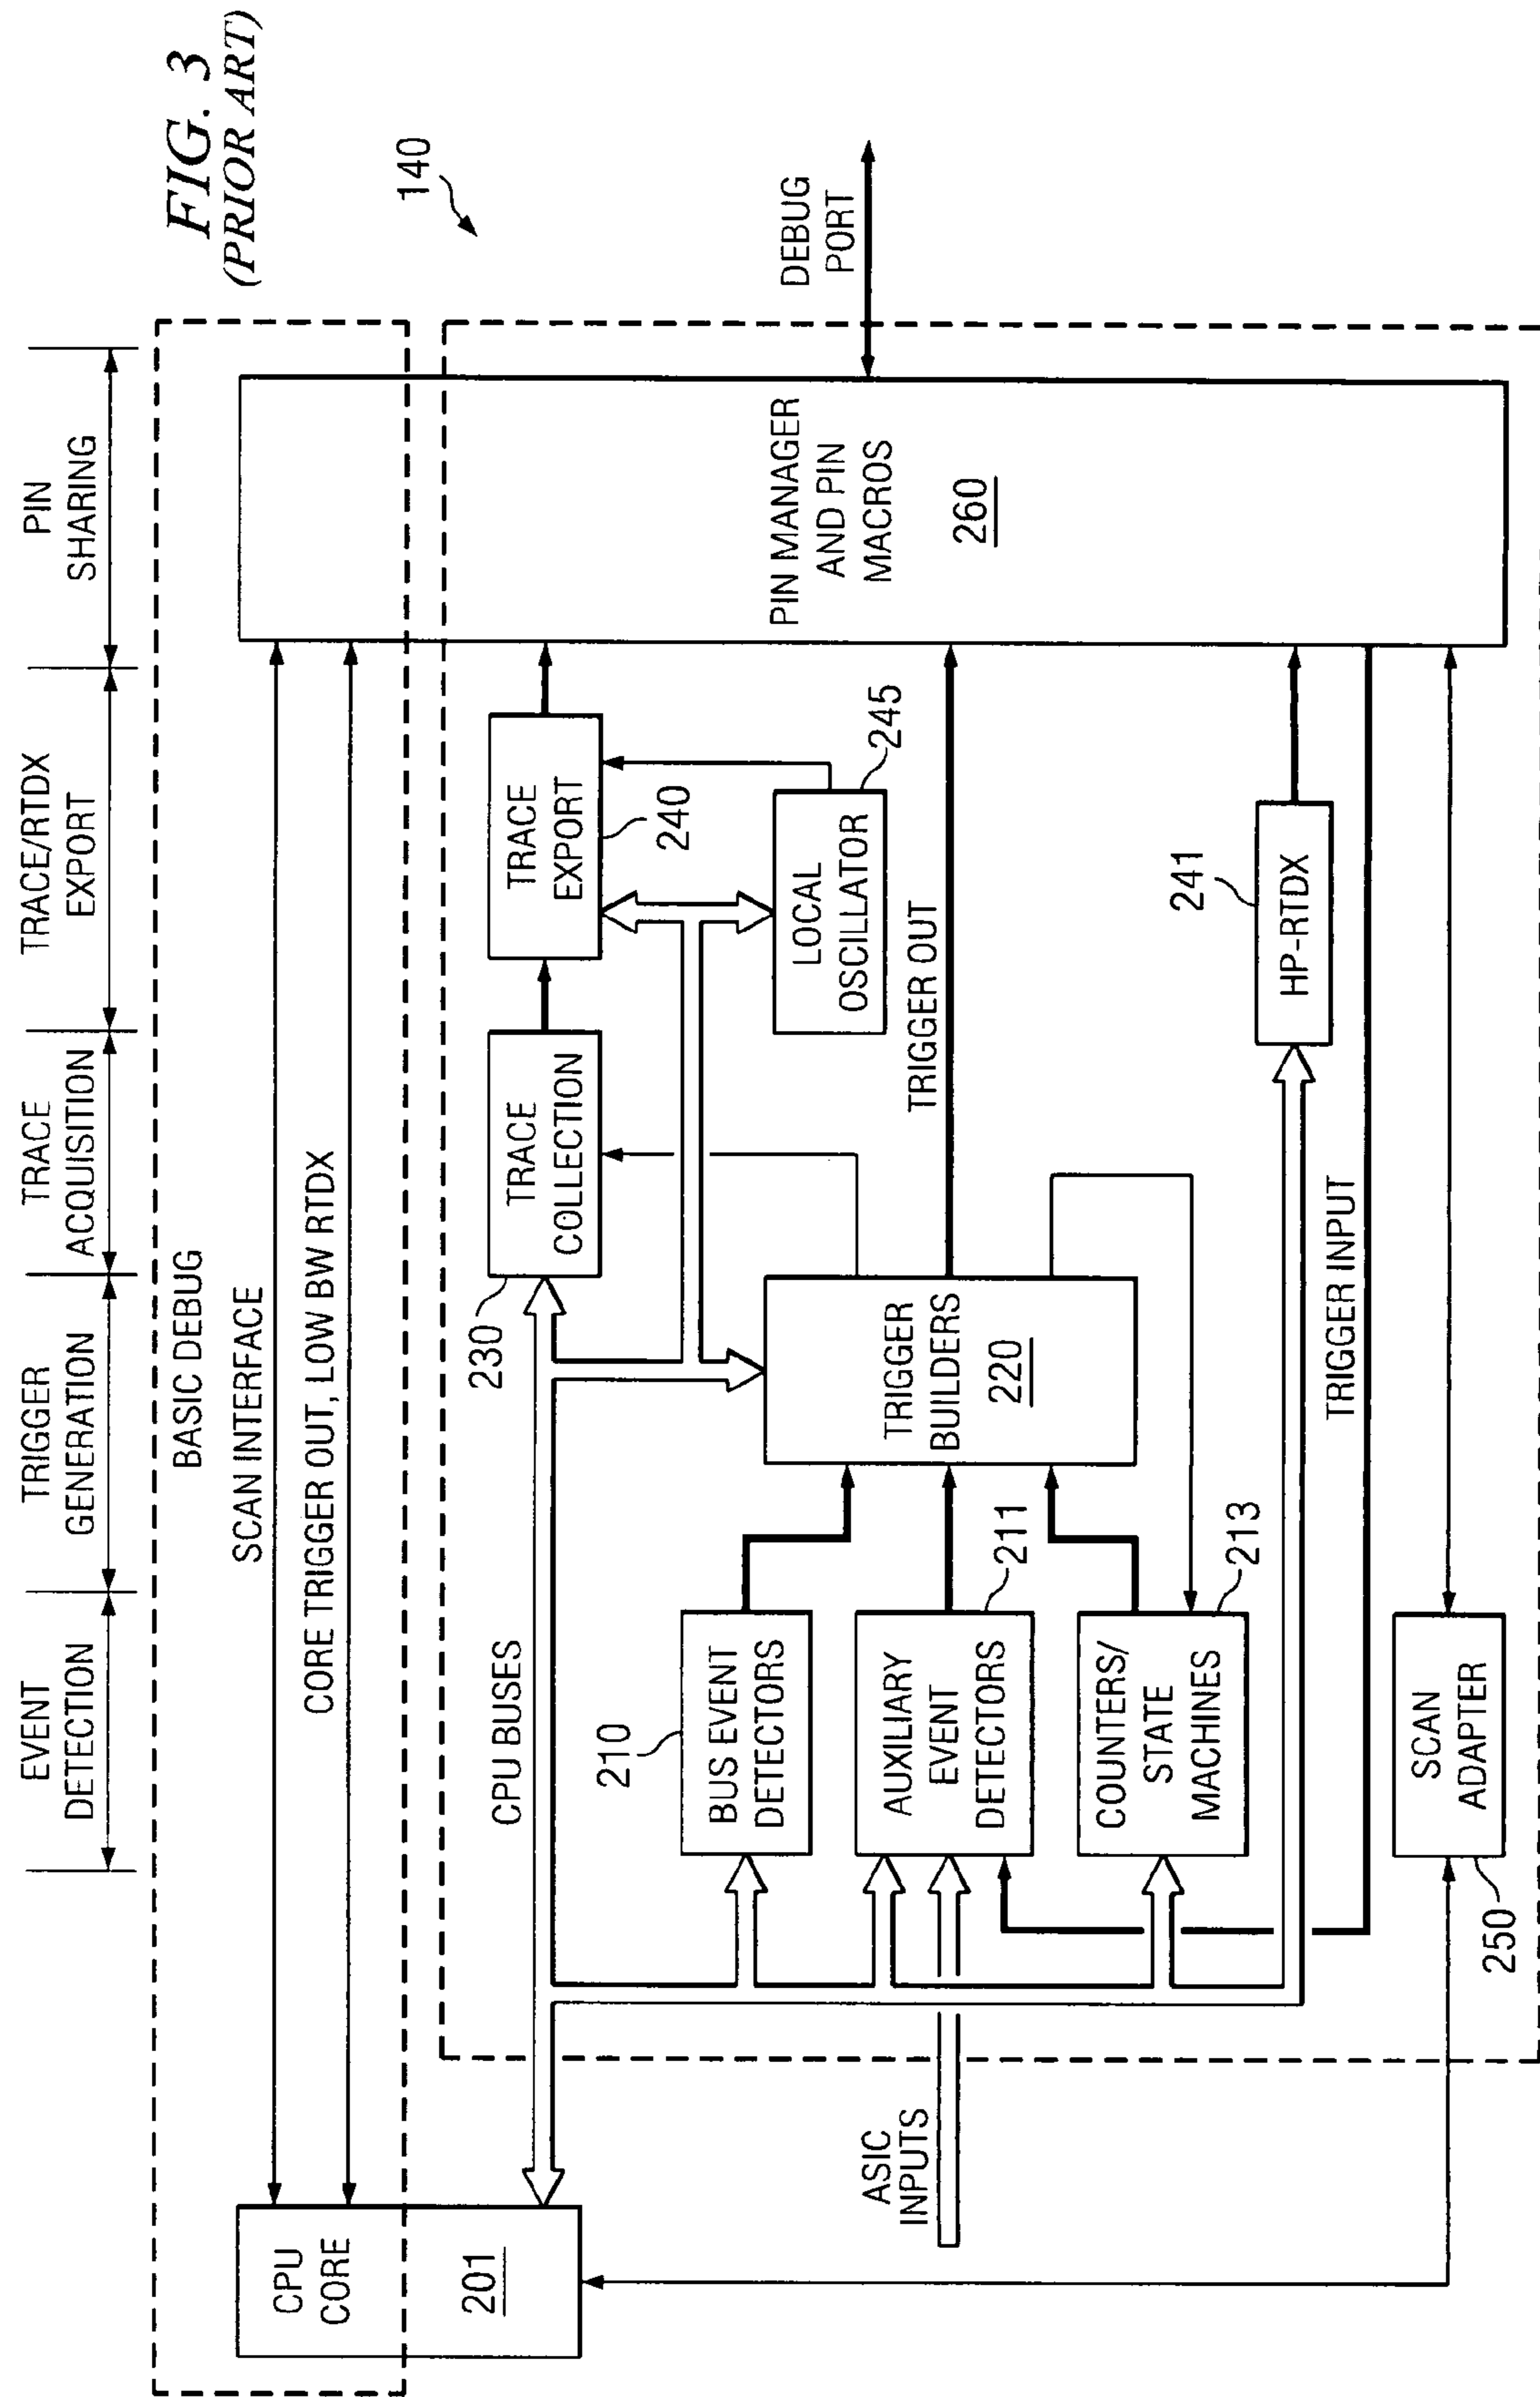 FIG. 3
(PRIOR ART)
EVENT
DETECTION
TRIGGER
GENERATION
TRACE
ACQUISITION
TRACE/RTDX
EXPORT
PIN
SHARING
140
BASIC DEBUG
SCAN INTERFACE
CORE TRIGGER OUT, LOW BW RTDX
CPU
CORE
201
CPU BUSES
230
TRACE
COLLECTION
TRACE
EXPORT
240
LOCAL
OSCILLATOR
245
PIN MANAGER
AND PIN
MACROS
260
DEBUG
PORT
210
BUS EVENT
DETECTORS
TRIGGER
BUILDERS
220
TRIGGER OUT
ASIC
INPUTS
AUXILIARY
EVENT
DETECTORS
211
COUNTERS/
STATE
MACHINES
213
241
HP-RTDX
TRIGGER INPUT
SCAN
ADAPTER
250